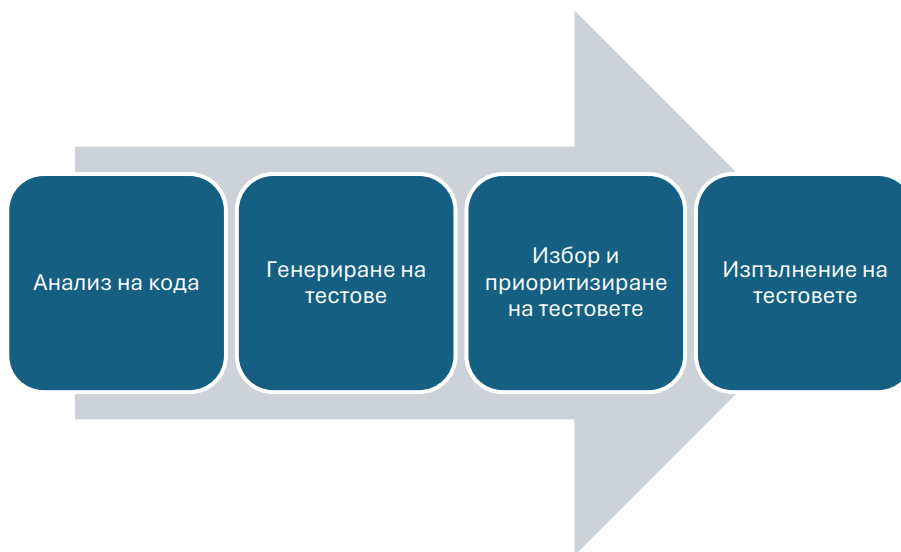 Анализ на кода
Генериране на
тестове
Избор и
приоритизиране
на тестовете
Изпълнение на
тестовете